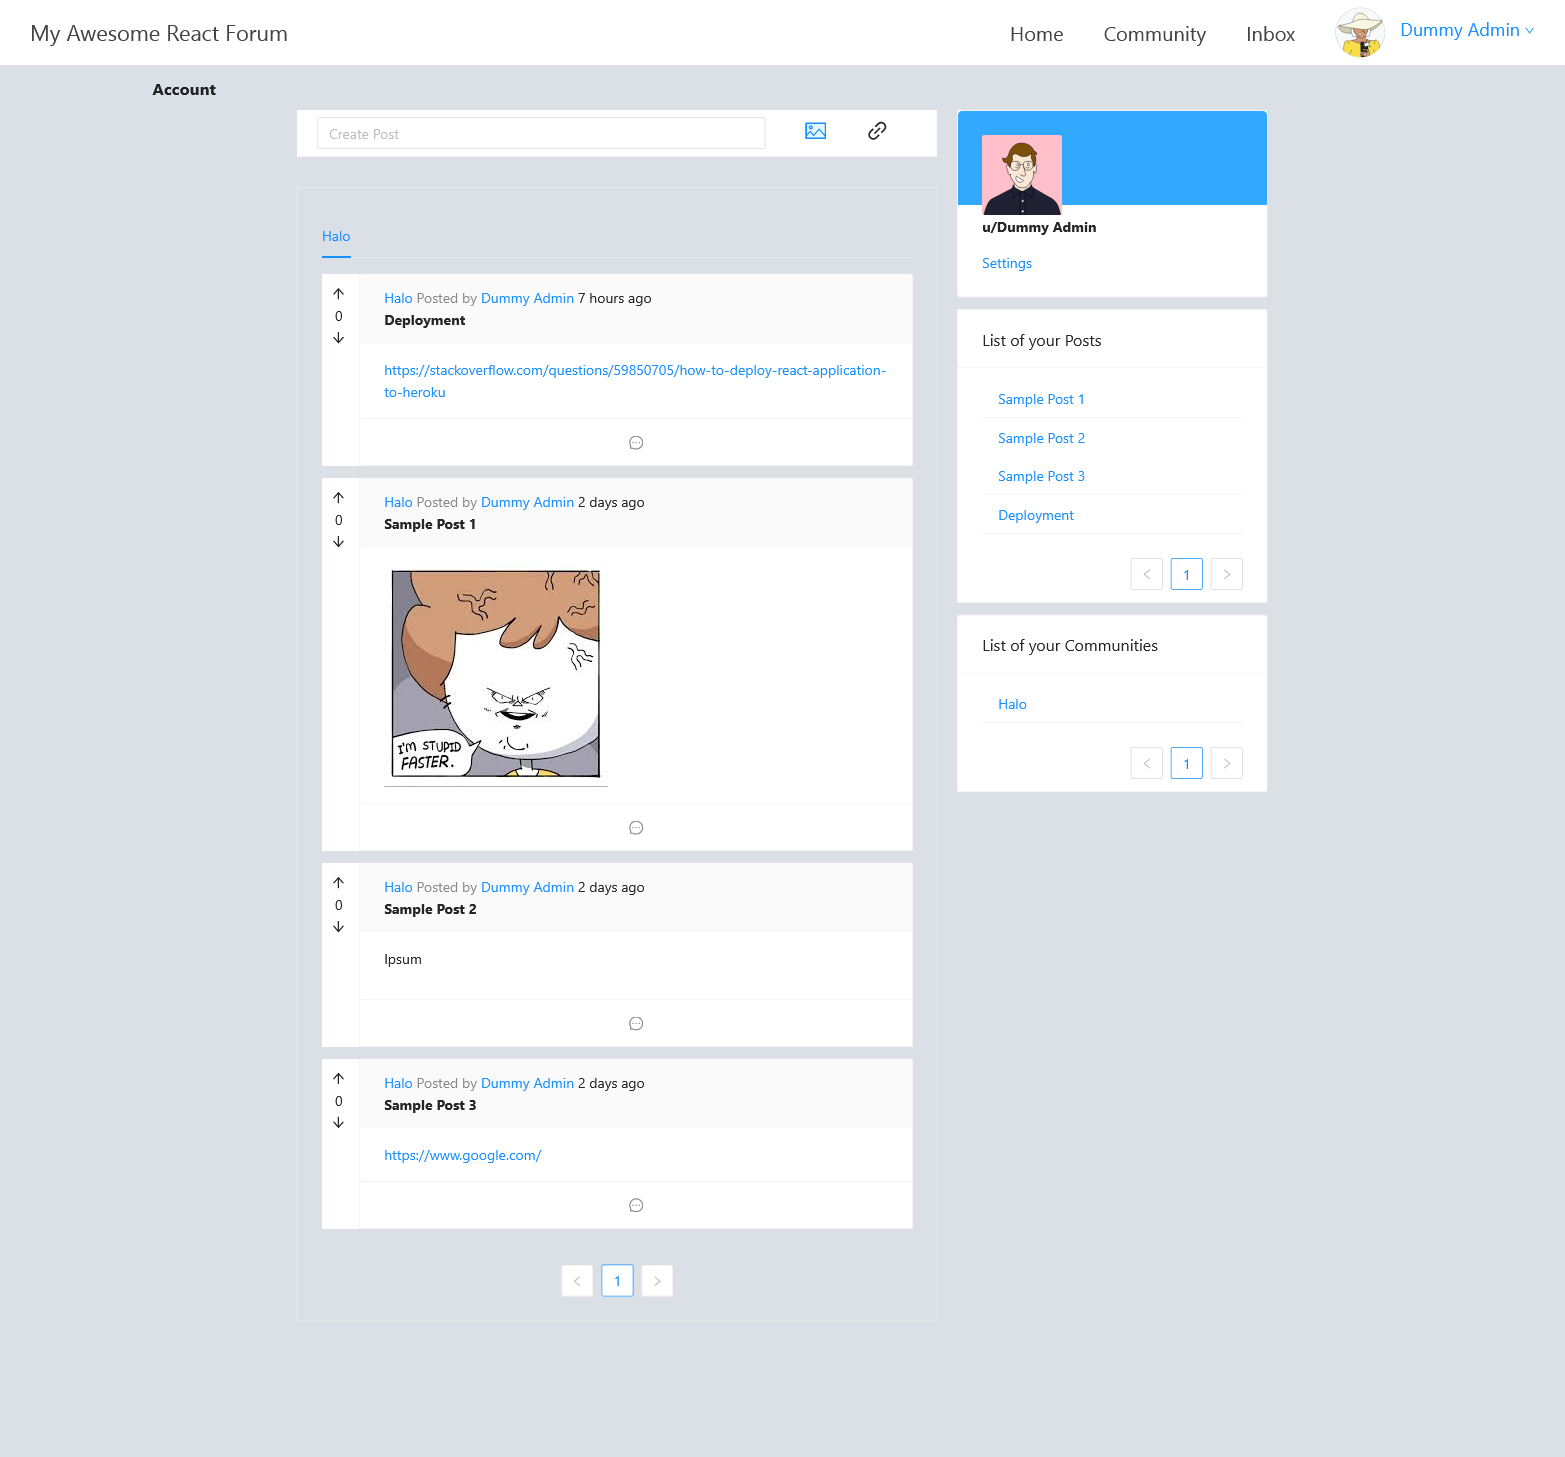 My Awesome React Forum
Home
Community
Inbox
Dummy Admin
Account
Create Post
Halo
0
Halo Posted by Dummy Admin 7 hours ago
Deployment
https://stackoverflow.com/questions/59850705/how-to-deploy-react-application-
to-heroku
0
Halo Posted by Dummy Admin 2 days ago
Sample Post 1
I'M STUPID
FASTER.
0
Halo Posted by Dummy Admin 2 days ago
Sample Post 2
Ipsum
0
Halo Posted by Dummy Admin 2 days ago
Sample Post 3
https://www.google.com/
1
u/Dummy Admin
Settings
List of your Posts
Sample Post 1
Sample Post 2
Sample Post 3
Deployment
1
List of your Communities
Halo
1